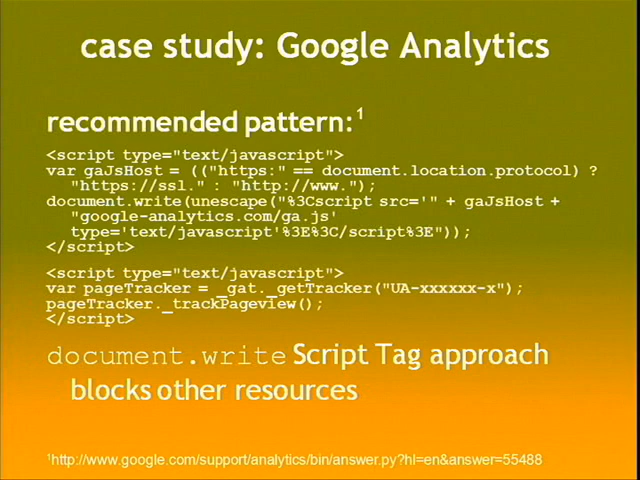 case study: Google Analytics
recommended pattern:¹
<script type="text/javascript">
var gaJsHost = (("https:" == document.location.protocol) ?
"https://ssl." : "http://www.");
document.write(unescape("%3Cscript src='" + gaJsHost +
"google-analytics.com/ga.js'
type='text/javascript'%3E%3C/script%3E"));
</script>
<script type="text/javascript">
var pageTracker = _gat._getTracker("UA-xxxxxx-x");
pageTracker._trackPageview();
</script>
document.write Script Tag approach
blocks other resources
¹http://www.google.com/support/analytics/bin/answer.py?hl=en&answer=55488